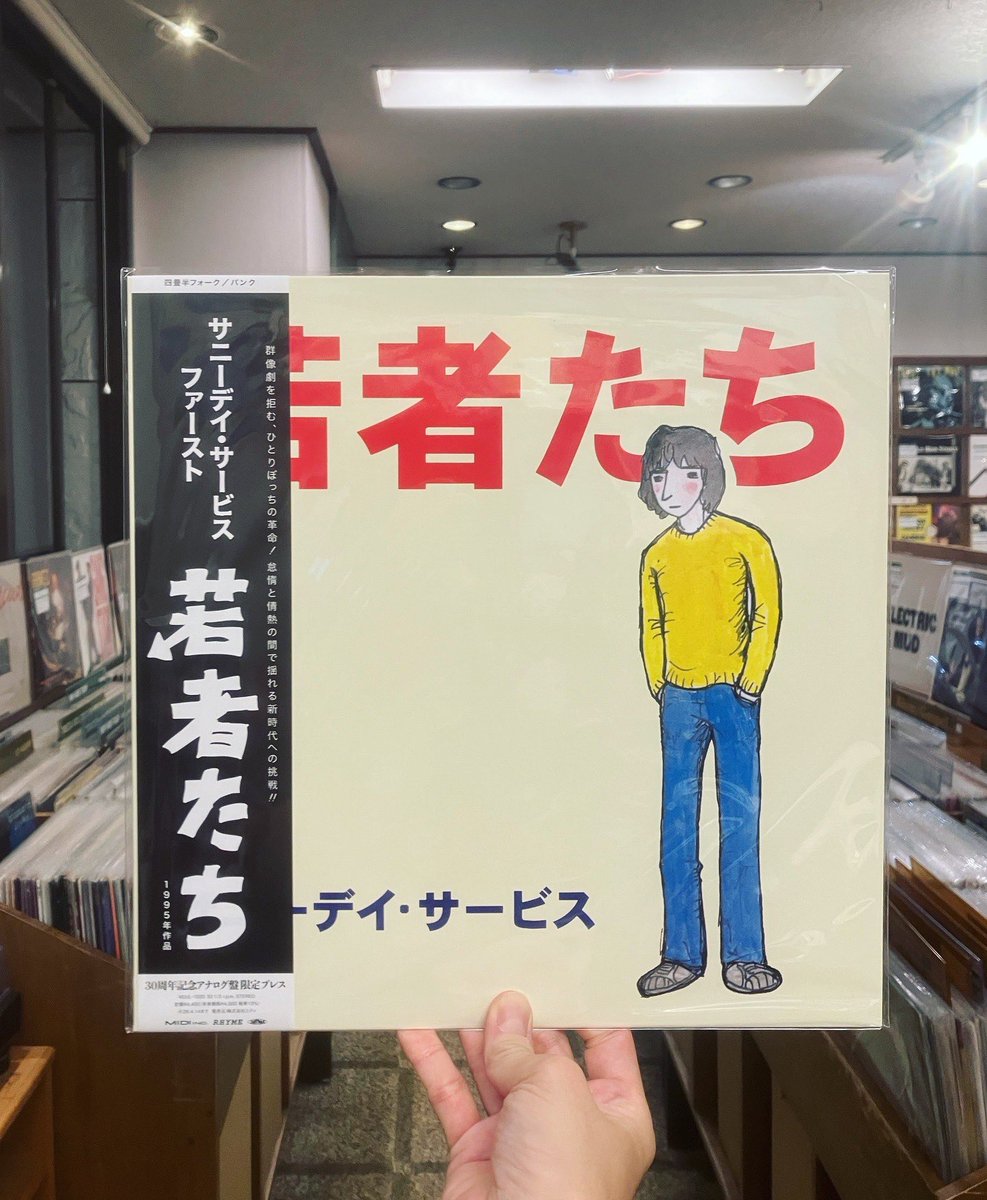 四畳半フォーク/パンク
群像劇を拒む、ひとりぼっちの革命! 怠惰と情熱の間で揺れる新時代への挑戦!!
サニーデイ・サービス
ファースト
若者たち
1995年作品
30周年記念アナログ盤 限定プレス
MIDI INC. RHYME
若者たち
ーデイ・サービス
ELECTRIC
MUD